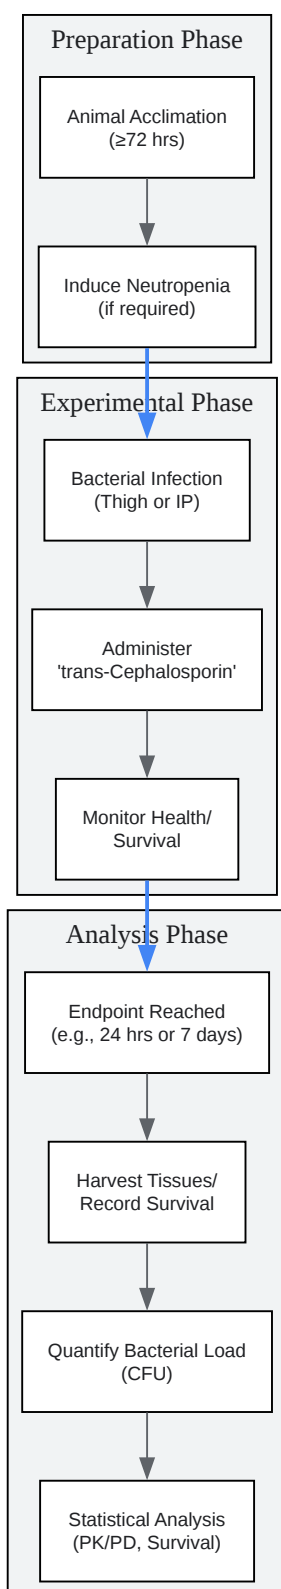 Preparation Phase
Animal Acclimation
(≥72 hrs)
Induce Neutropenia
(if required)
Experimental Phase
Bacterial Infection
(Thigh or IP)
Administer
'trans-Cephalosporin'
Monitor Health/
Survival
Analysis Phase
Endpoint Reached
(e.g., 24 hrs or 7 days)
Harvest Tissues/
Record Survival
Quantify Bacterial Load
(CFU)
Statistical Analysis
(PK/PD, Survival)